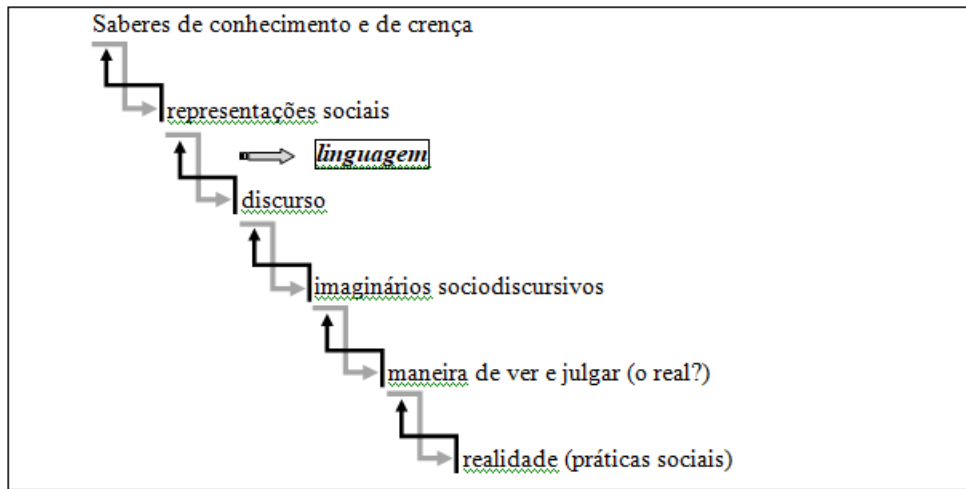 Saberes de conhecimento e de crença
representações sociais
linguagem
discurso
imaginários sociodiscursivos
maneira de ver e julgar (o real?)
realidade (práticas sociais)